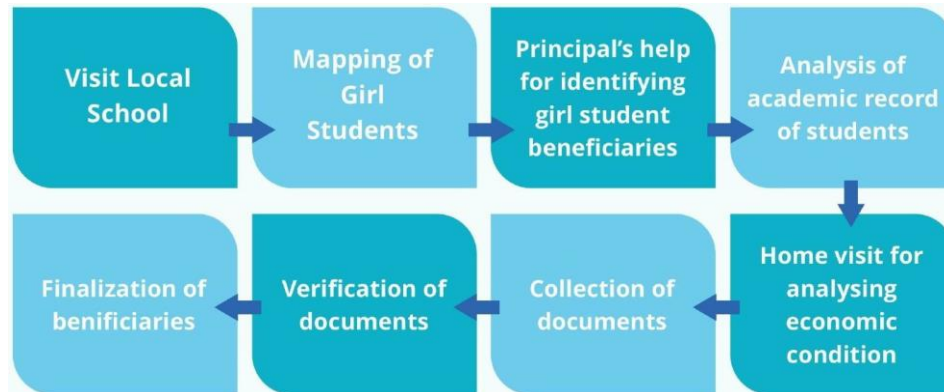 Visit Local
School
Mapping of
Girl
Students
Principal's help
for identifying
girl student
beneficiaries
Analysis of
academic record
of students
Home visit for
analysing
economic
condition
Collection of
documents
Verification of
documents
Finalization of
benificiaries